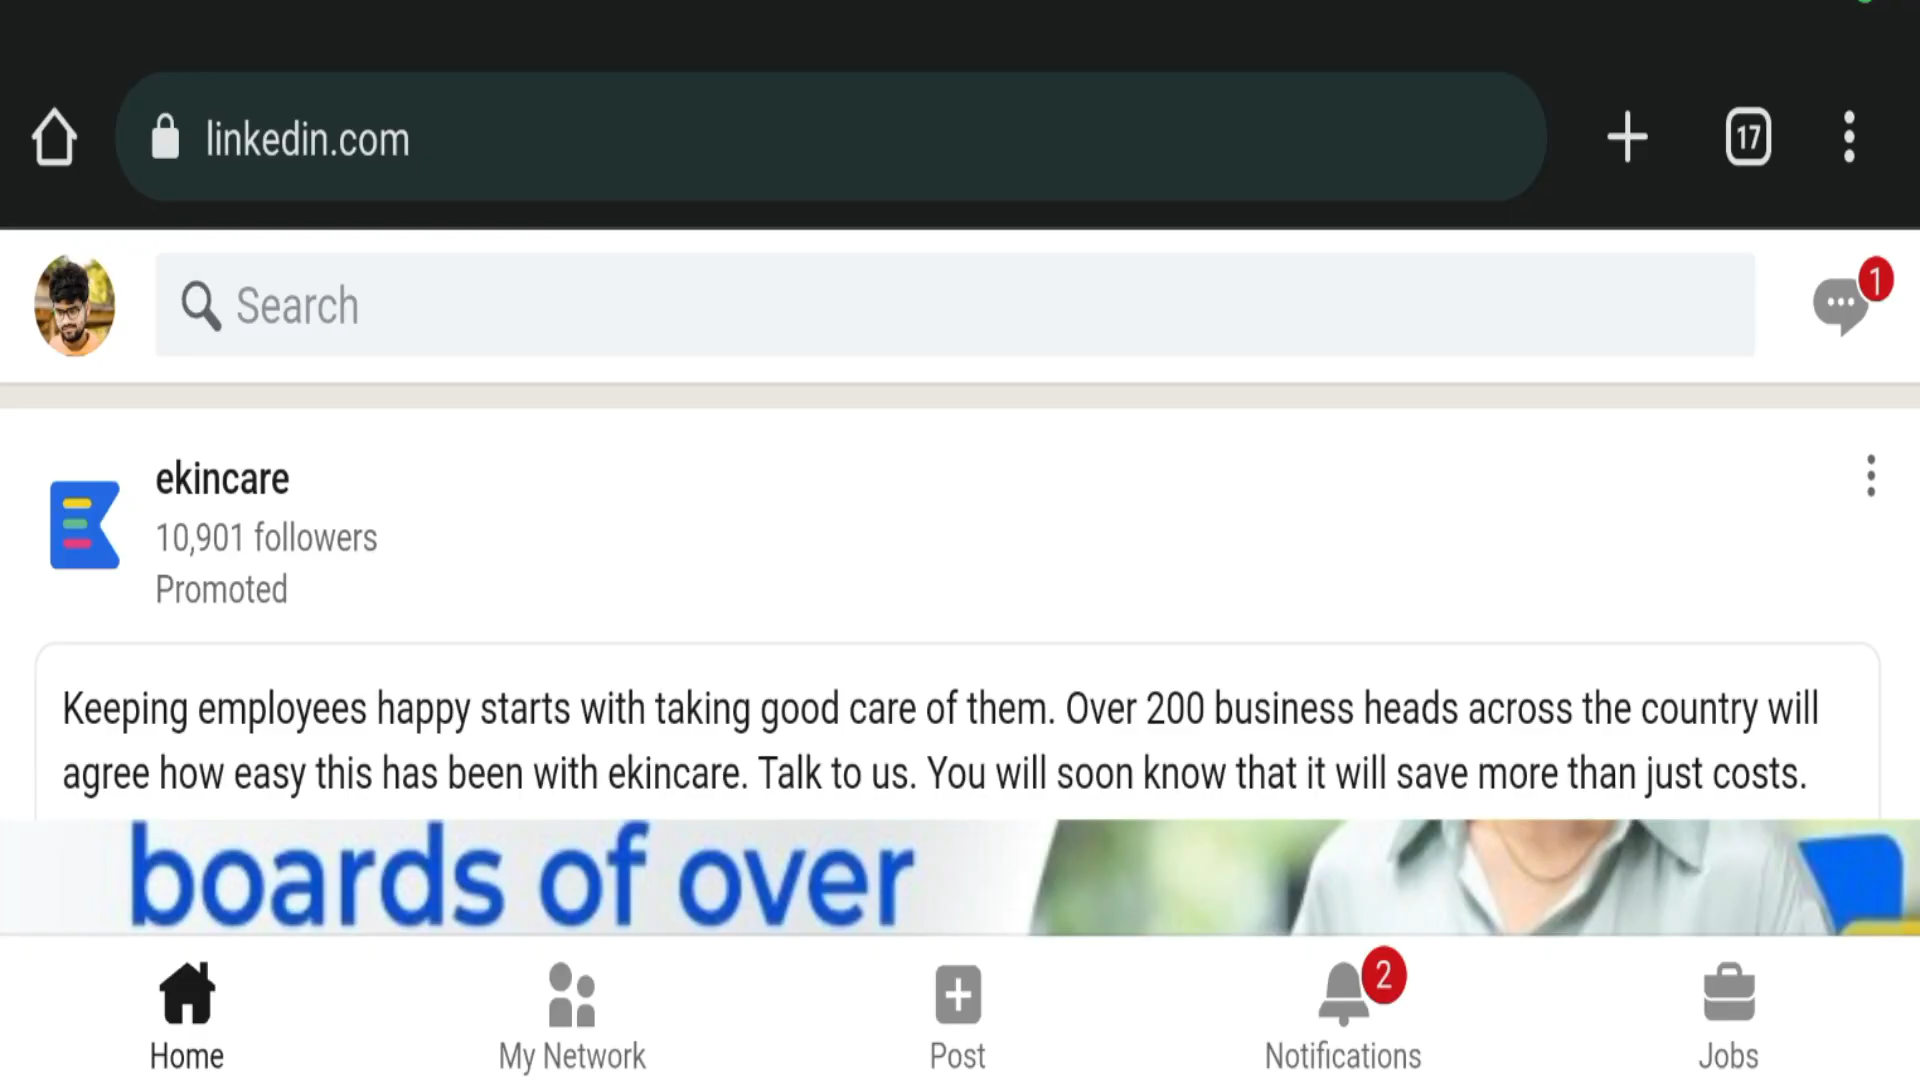 linkedin.com
17
Search
1
ekincare
10,901 followers
Promoted
Keeping employees happy starts with taking good care of them. Over 200 business heads across the country will
agree how easy this has been with ekincare. Talk to us. You will soon know that it will save more than just costs.
boards of over
2
Home
My Network
Post
Notifications
Jobs